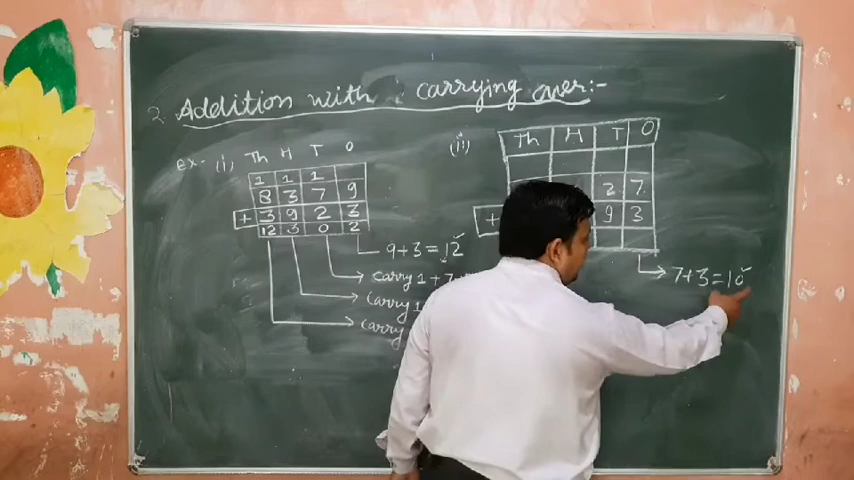 2. Addition with carrying over:-
ex- (i) Th H T O
1 1 1
8 3 7 9
+ 3 9 2 3
12 3 0 2
9+3=12
carry 1 + 7
carry 1
carry
(ii) Th H T O
2 7
+ 9 3
7+3=10